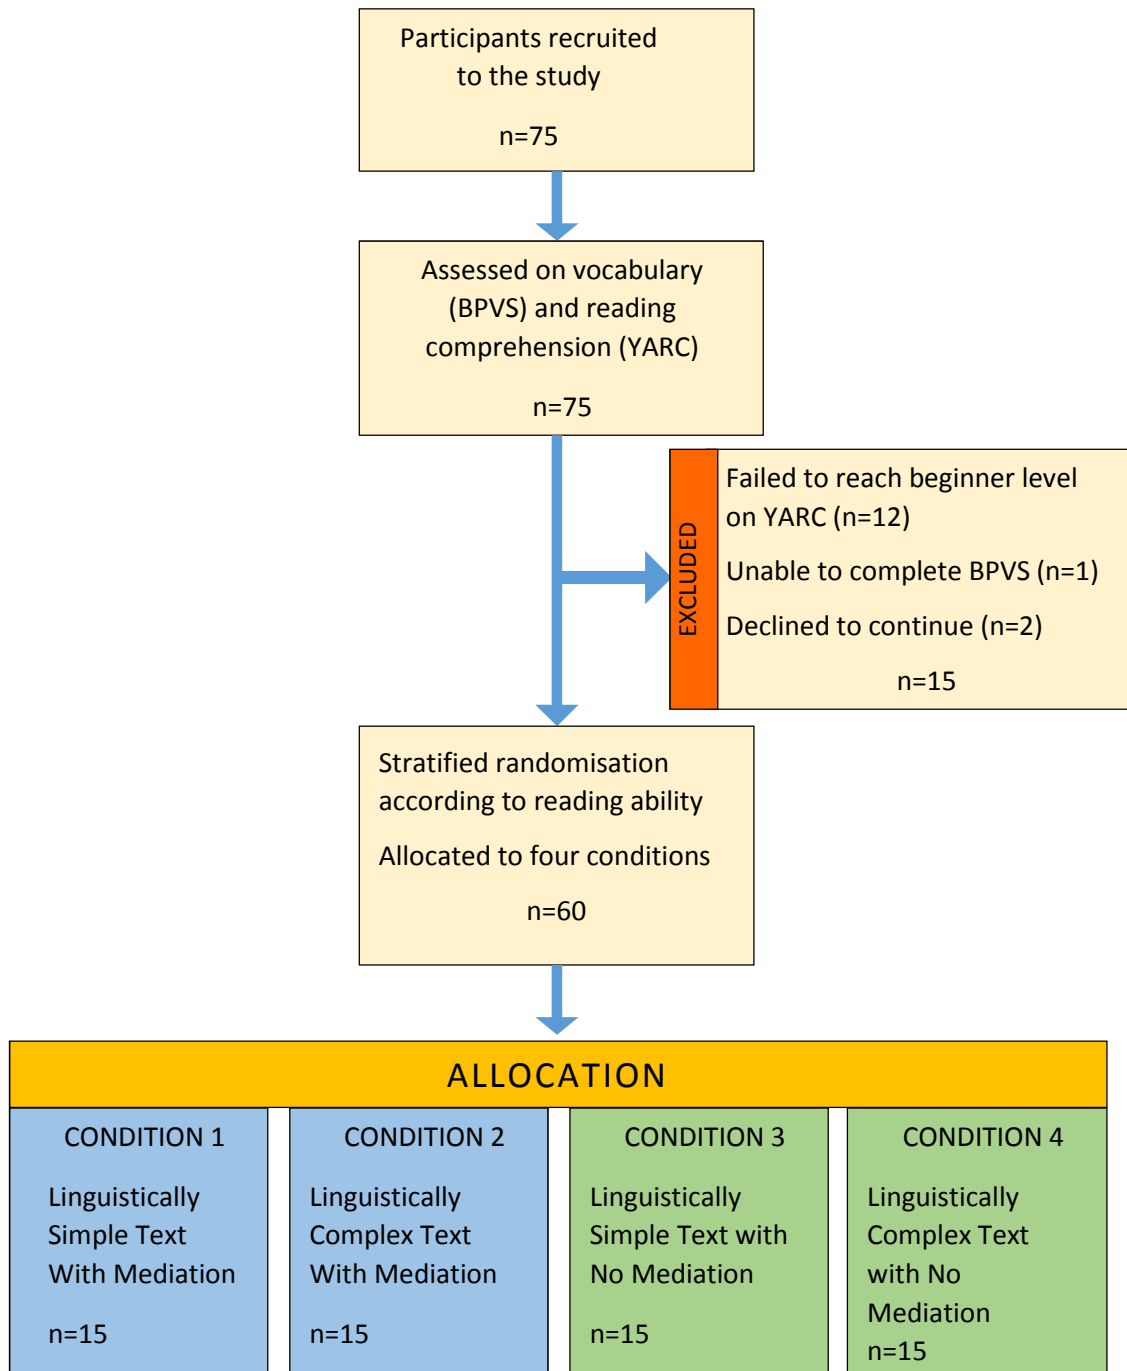 Participants recruited
to the study
n=75
Assessed on vocabulary
(BPVS) and reading
comprehension (YARC)
n=75
EXCLUDED
Failed to reach beginner level
on YARC (n=12)
Unable to complete BPVS (n=1)
Declined to continue (n=2)
n=15
Stratified randomisation
according to reading ability
Allocated to four conditions
n=60
ALLOCATION
CONDITION 1
Linguistically
Simple Text
With Mediation
n=15
CONDITION 2
Linguistically
Complex Text
With Mediation
n=15
CONDITION 3
Linguistically
Simple Text with
No Mediation
n=15
CONDITION 4
Linguistically
Complex Text
with No
Mediation
n=15